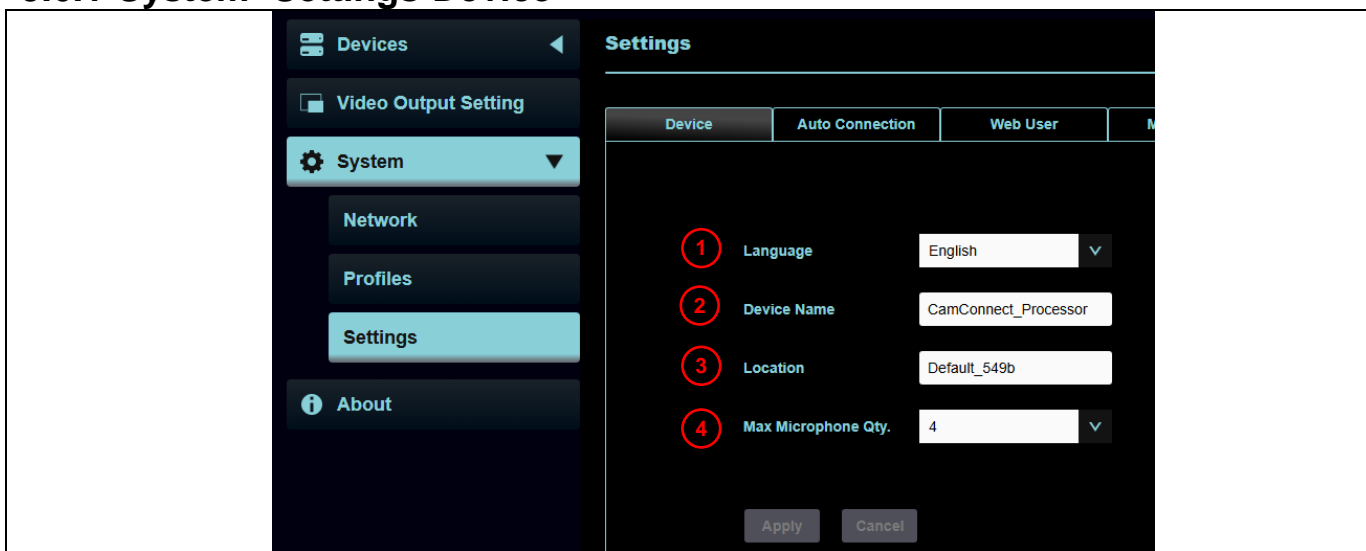 Devices
Video Output Setting
System
Network
Profiles
Settings
About
Settings
Device
Auto Connection
Web User
1 Language English
2 Device Name CamConnect_Processor
3 Location Default_549b
4 Max Microphone Qty. 4
Apply Cancel